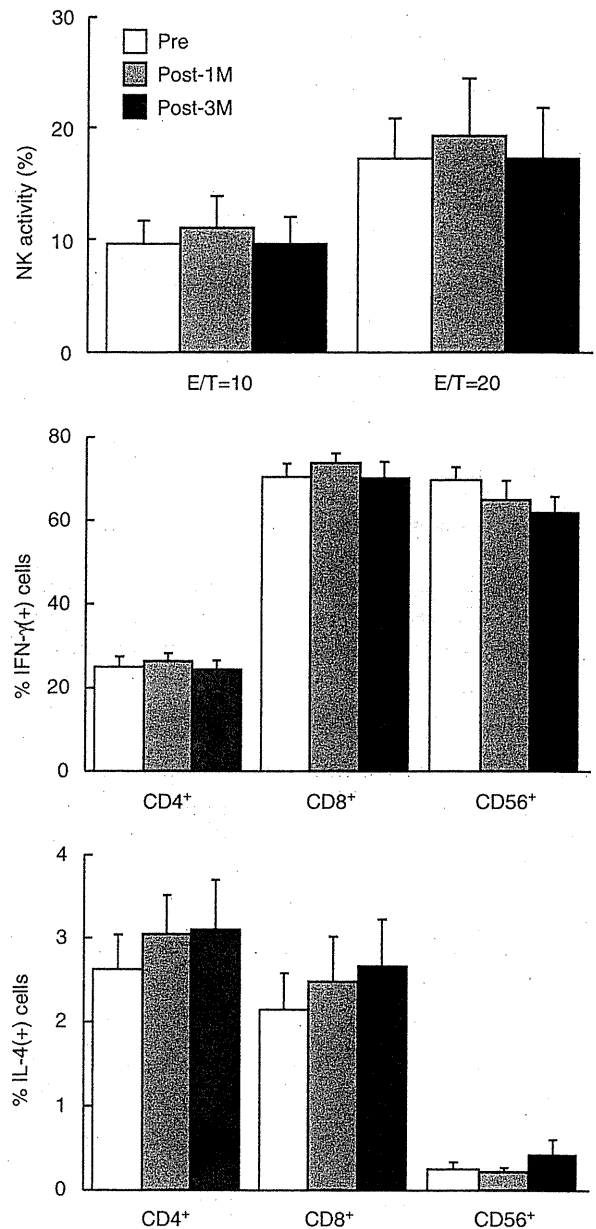 30
Pre
Post-1M
Post-3M
20
NK activity (%)
10
0
E/T=10 E/T=20
80
60
% IFN-γ(+) cells
40
20
0
CD4⁺ CD8⁺ CD56⁺
4
3
% IL-4(+) cells
2
1
0
CD4⁺ CD8⁺ CD56⁺